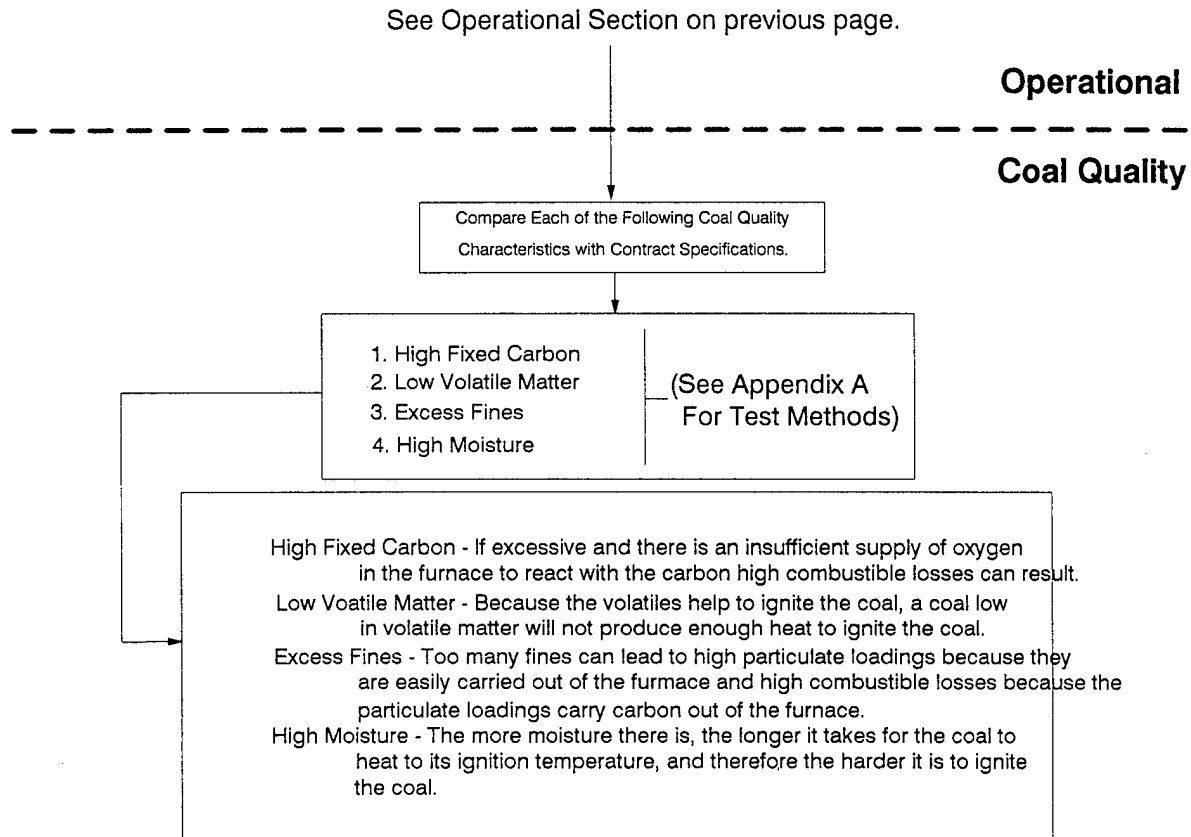 See Operational Section on previous page.
Operational
Coal Quality
Compare Each of the Following Coal Quality
Characteristics with Contract Specifications.
1. High Fixed Carbon
2. Low Volatile Matter
3. Excess Fines
4. High Moisture
(See Appendix A
For Test Methods)
High Fixed Carbon - If excessive and there is an insufficient supply of oxygen
in the furnace to react with the carbon high combustible losses can result.
Low Voatile Matter - Because the volatiles help to ignite the coal, a coal low
in volatile matter will not produce enough heat to ignite the coal.
Excess Fines - Too many fines can lead to high particulate loadings because they
are easily carried out of the furmace and high combustible losses because the
particulate loadings carry carbon out of the furnace.
High Moisture - The more moisture there is, the longer it takes for the coal to
heat to its ignition temperature, and therefore the harder it is to ignite
the coal.